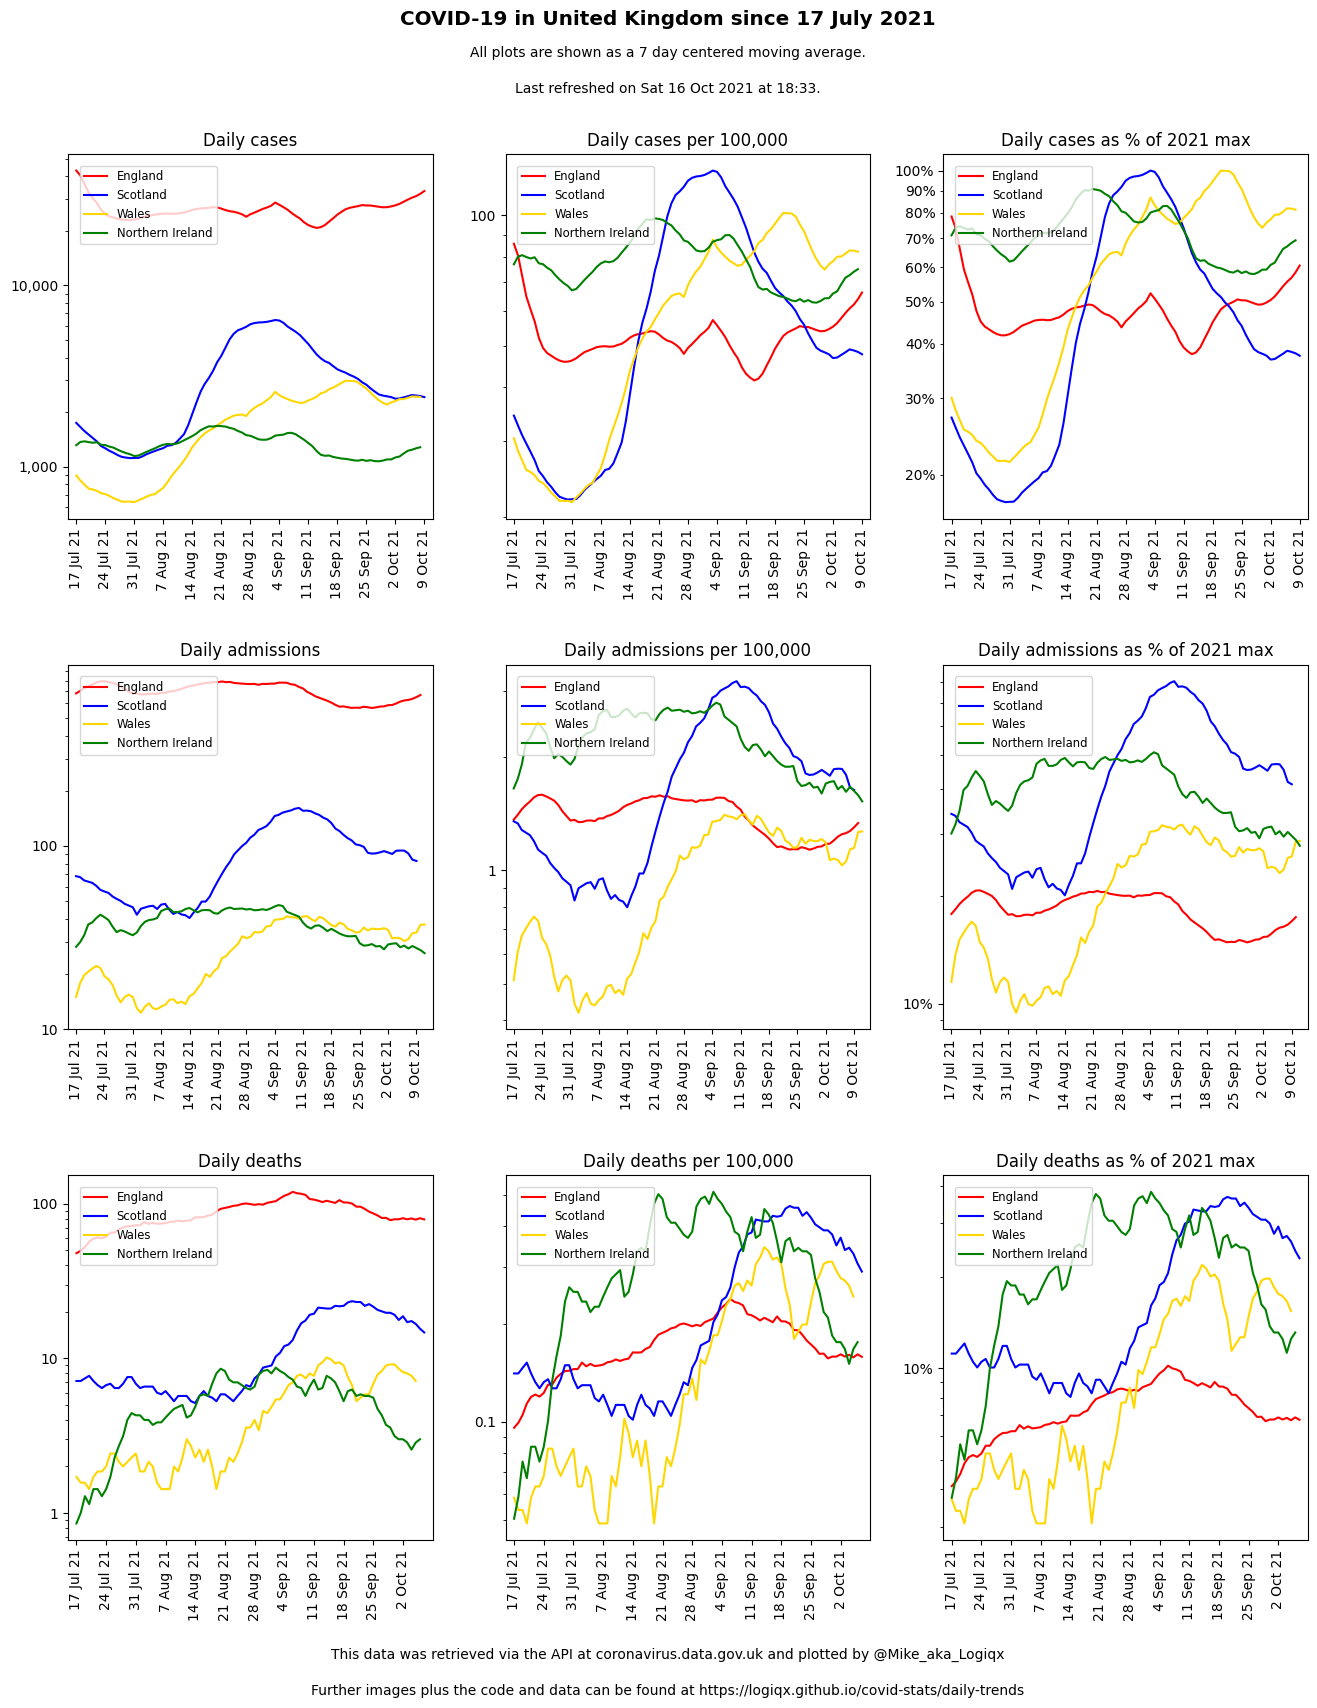 COVID-19 in United Kingdom since 17 July 2021
All plots are shown as a 7 day centered moving average.
Last refreshed on Sat 16 Oct 2021 at 18:33.
Daily cases
England
Scotland
Wales
Northern Ireland
10,000
1,000
17 Jul 21
24 Jul 21
31 Jul 21
7 Aug 21
14 Aug 21
21 Aug 21
28 Aug 21
4 Sep 21
11 Sep 21
18 Sep 21
25 Sep 21
2 Oct 21
9 Oct 21
Daily cases per 100,000
England
Scotland
Wales
Northern Ireland
100
17 Jul 21
24 Jul 21
31 Jul 21
7 Aug 21
14 Aug 21
21 Aug 21
28 Aug 21
4 Sep 21
11 Sep 21
18 Sep 21
25 Sep 21
2 Oct 21
9 Oct 21
Daily cases as % of 2021 max
England
Scotland
Wales
Northern Ireland
100%
90%
80%
70%
60%
50%
40%
30%
20%
17 Jul 21
24 Jul 21
31 Jul 21
7 Aug 21
14 Aug 21
21 Aug 21
28 Aug 21
4 Sep 21
11 Sep 21
18 Sep 21
25 Sep 21
2 Oct 21
9 Oct 21
Daily admissions
England
Scotland
Wales
Northern Ireland
100
10
17 Jul 21
24 Jul 21
31 Jul 21
7 Aug 21
14 Aug 21
21 Aug 21
28 Aug 21
4 Sep 21
11 Sep 21
18 Sep 21
25 Sep 21
2 Oct 21
9 Oct 21
Daily admissions per 100,000
England
Scotland
Wales
Northern Ireland
1
17 Jul 21
24 Jul 21
31 Jul 21
7 Aug 21
14 Aug 21
21 Aug 21
28 Aug 21
4 Sep 21
11 Sep 21
18 Sep 21
25 Sep 21
2 Oct 21
9 Oct 21
Daily admissions as % of 2021 max
England
Scotland
Wales
Northern Ireland
10%
17 Jul 21
24 Jul 21
31 Jul 21
7 Aug 21
14 Aug 21
21 Aug 21
28 Aug 21
4 Sep 21
11 Sep 21
18 Sep 21
25 Sep 21
2 Oct 21
9 Oct 21
Daily deaths
England
Scotland
Wales
Northern Ireland
100
10
1
17 Jul 21
24 Jul 21
31 Jul 21
7 Aug 21
14 Aug 21
21 Aug 21
28 Aug 21
4 Sep 21
11 Sep 21
18 Sep 21
25 Sep 21
2 Oct 21
Daily deaths per 100,000
England
Scotland
Wales
Northern Ireland
0.1
17 Jul 21
24 Jul 21
31 Jul 21
7 Aug 21
14 Aug 21
21 Aug 21
28 Aug 21
4 Sep 21
11 Sep 21
18 Sep 21
25 Sep 21
2 Oct 21
Daily deaths as % of 2021 max
England
Scotland
Wales
Northern Ireland
10%
17 Jul 21
24 Jul 21
31 Jul 21
7 Aug 21
14 Aug 21
21 Aug 21
28 Aug 21
4 Sep 21
11 Sep 21
18 Sep 21
25 Sep 21
2 Oct 21
This data was retrieved via the API at coronavirus.data.gov.uk and plotted by @Mike_aka_Logiqx
Further images plus the code and data can be found at https://logiqx.github.io/covid-stats/daily-trends